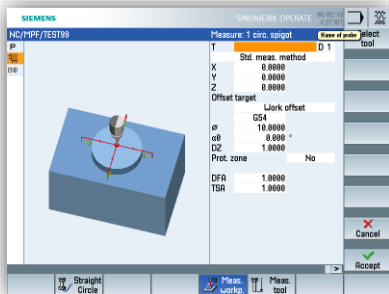 SIEMENS
SINUMERIK OPERATE
NC/MPF/TEST99
Measure: 1 circ. spigot
Name of probe
Select tool
P
END
T D 1
Std. meas. method
X 0.0000
Y 0.0000
Z 0.0000
Offset target
Work offset
G54
ø 10.0000
α0 0.000 °
DZ 1.0000
Prot. zone No
DFA 1.0000
TSA 1.0000
Cancel
Accept
>
Straight Circle
Meas. workp.
Meas. tool